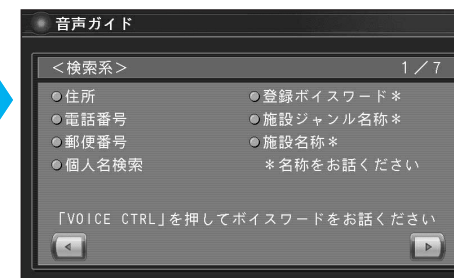 音声ガイド
<検索系> 1/7
●住所 ●登録ボイスワード*
●電話番号 ●施設ジャンル名称*
●郵便番号 ●施設名称*
●個人名検索 *名称をお話ください
「VOICE CTRL」を押してボイスワードをお話ください